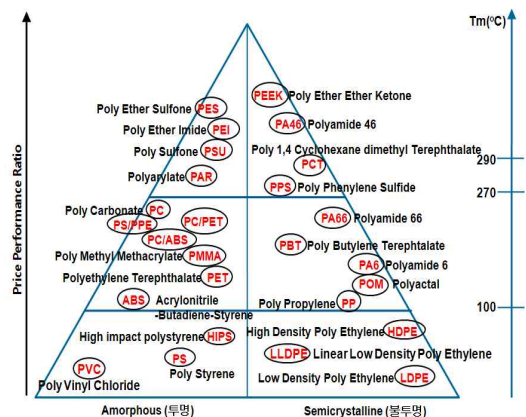 Tm(°C)
PEEK Poly Ether Ether Ketone
Poly Ether Sulfone PES
PA46 Polyamide 46
Poly Ether Imide PEI
Poly Sulfone PSU
Poly 1,4 Cyclohexane dimethyl Terephthalate
PCT
290
Polyarylate PAR
PPS Poly Phenylene Sulfide
270
Poly Carbonate PC
PS/PPE
PC/PET
PA66 Polyamide 66
PC/ABS
PBT Poly Butylene Tereptalate
Poly Methyl Methacrylate PMMA
PA6 Polyamide 6
Polyethylene Terephthalate PET
POM Polyactal
ABS Acrylonitrile
-Butadiene-Styrene
Poly Propylene PP
100
High impact polystyrene HIPS
High Density Poly Ethylene HDPE
PS
Poly Styrene
LLDPE Linear Low Density Poly Ethylene
PVC
Poly Vinyl Chloride
Low Density Poly Ethylene LDPE
Amorphous (투명)
Semicrystalline (불투명)
Price Performance Ratio